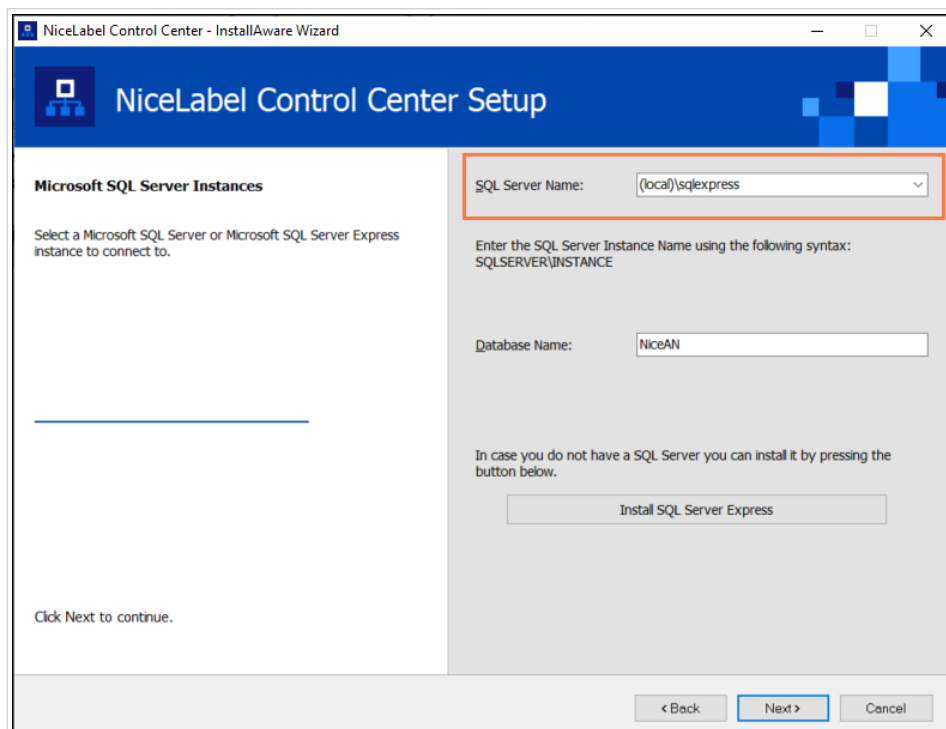 NiceLabel Control Center - InstallAware Wizard
NiceLabel Control Center Setup
Microsoft SQL Server Instances
Select a Microsoft SQL Server or Microsoft SQL Server Express
instance to connect to.
Click Next to continue.
SQL Server Name:
(local)\sqlexpress
Enter the SQL Server Instance Name using the following syntax:
SQLSERVER\INSTANCE
Database Name:
NiceAN
In case you do not have a SQL Server you can install it by pressing the
button below.
Install SQL Server Express
< Back
Next >
Cancel